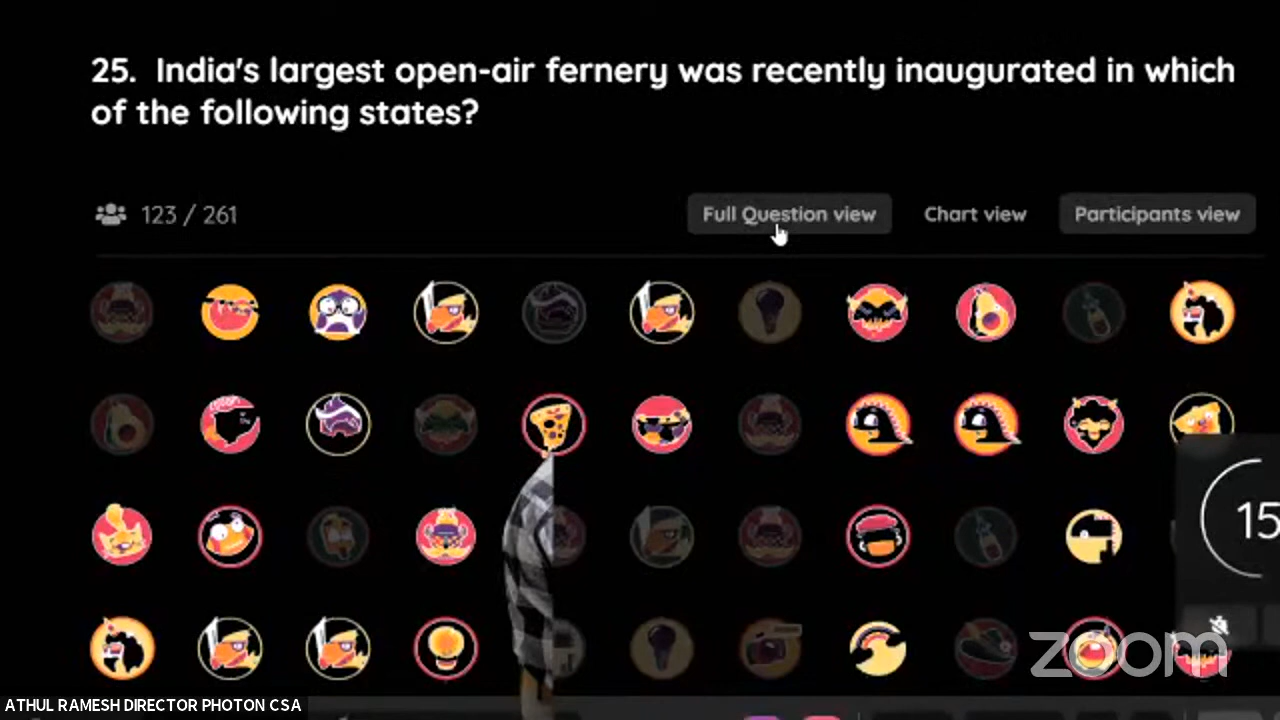 25. India's largest open-air fernery was recently inaugurated in which
of the following states?
123 / 261
Full Question view
Chart view
Participants view
15
zoom
ATHUL RAMESH DIRECTOR PHOTON CSA